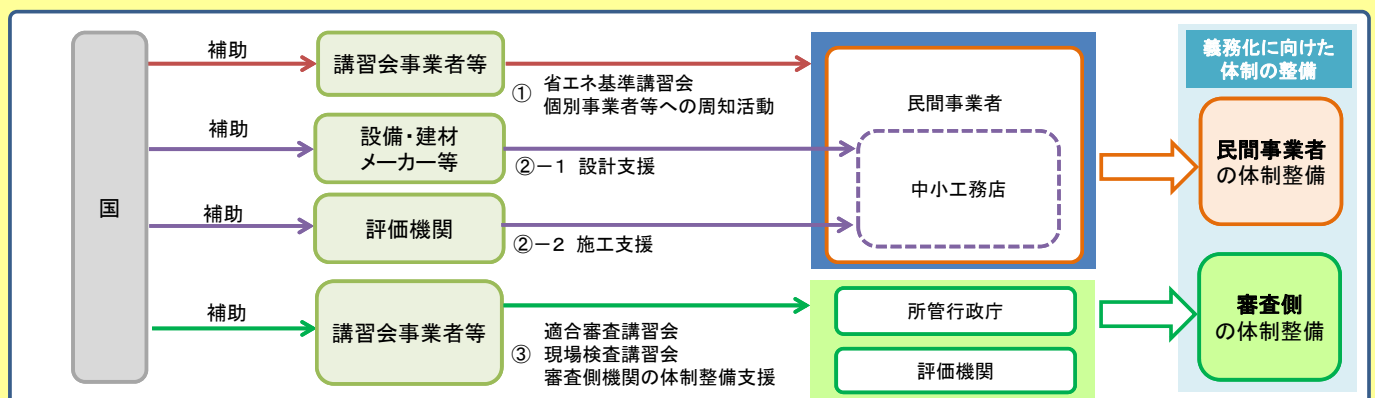 国
補助
講習会事業者等
① 省エネ基準講習会
個別事業者等への周知活動
補助
設備・建材
メーカー等
②－1 設計支援
補助
評価機関
②－2 施工支援
民間事業者
中小工務店
補助
講習会事業者等
適合審査講習会
③ 現場検査講習会
審査側機関の体制整備支援
所管行政庁
評価機関
義務化に向けた
体制の整備
民間事業者
の体制整備
審査側
の体制整備